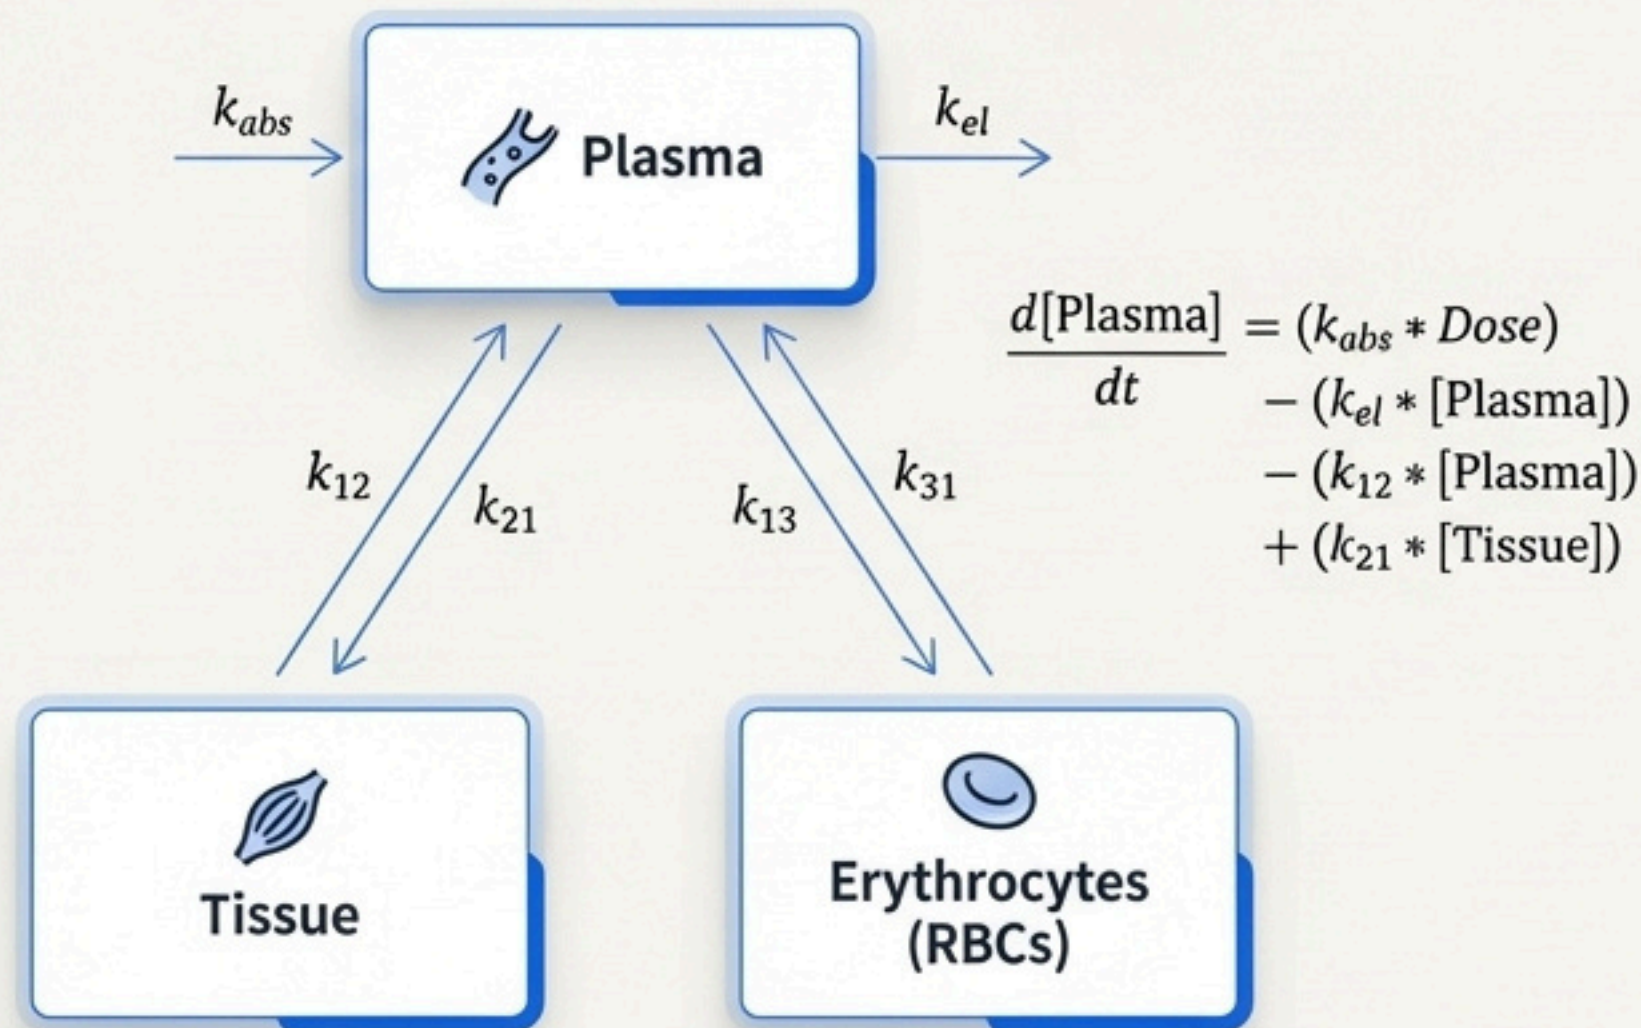 k_abs
Plasma
k_el
d[Plasma]/dt = (k_abs * Dose)
− (k_el * [Plasma])
− (k_12 * [Plasma])
+ (k_21 * [Tissue])
k_12
k_21
k_13
k_31
Tissue
Erythrocytes
(RBCs)